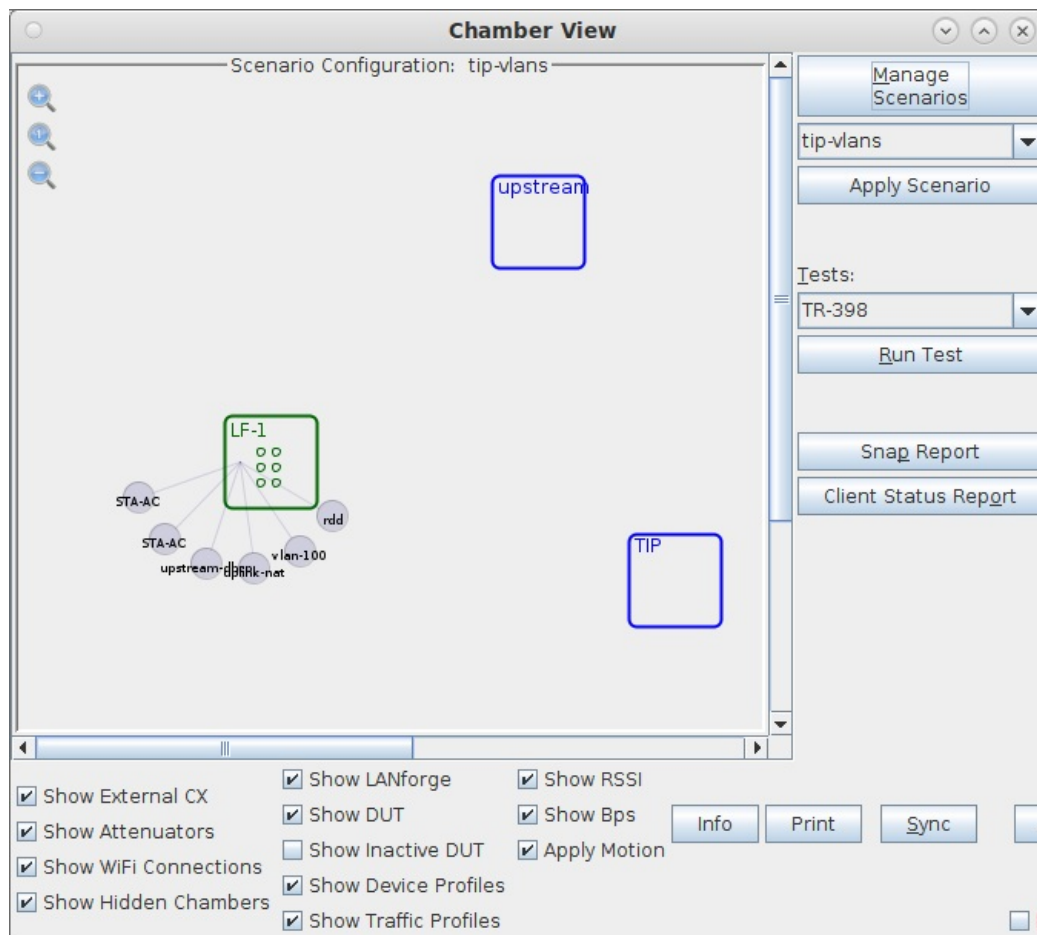 Chamber View
Scenario Configuration: tip-vlans
Manage
Scenarios
tip-vlans
Apply Scenario
Tests:
TR-398
Run Test
Snap Report
Client Status Report
upstream
LF-1
STA-AC
STA-AC
uplink-nat
vlan-100
rdd
TIP
Show External CX
Show Attenuators
Show WiFi Connections
Show Hidden Chambers
Show LANforge
Show DUT
Show Inactive DUT
Show Device Profiles
Show Traffic Profiles
Show RSSI
Show Bps
Apply Motion
Info
Print
Sync